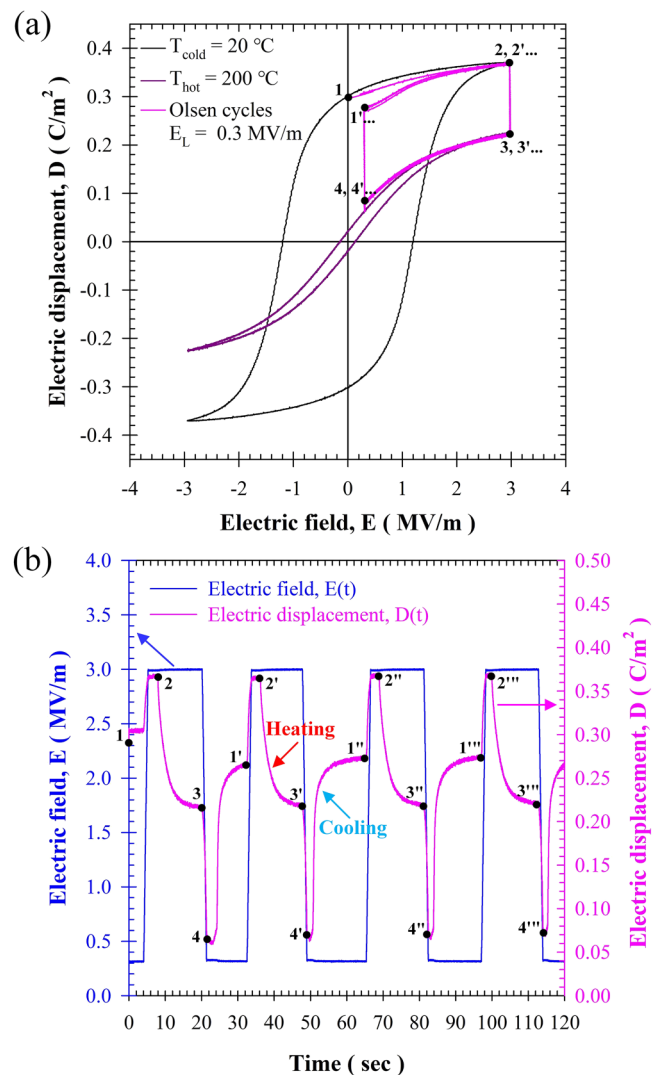 (a)
T_cold = 20 °C
T_hot = 200 °C
Olsen cycles
E_L = 0.3 MV/m
1
2, 2'...
1'...
3, 3'...
4, 4'...
0.4
0.3
0.2
0.1
0.0
-0.1
-0.2
-0.3
-0.4
Electric displacement, D ( C/m²)
-4 -3 -2 -1 0 1 2 3 4
Electric field, E ( MV/m )
(b)
Electric field, E(t)
Electric displacement, D(t)
4.0
3.5
3.0
2.5
2.0
1.5
1.0
0.5
0.0
Electric field, E ( MV/m )
0.50
0.45
0.40
0.35
0.30
0.25
0.20
0.15
0.10
0.05
0.00
Electric displacement, D ( C/m²)
2 2' 2'' 2'''
1
Heating
1' 1'' 1'''
3 3' 3'' 3'''
Cooling
4 4' 4'' 4'''
0 10 20 30 40 50 60 70 80 90 100 110 120
Time ( sec )